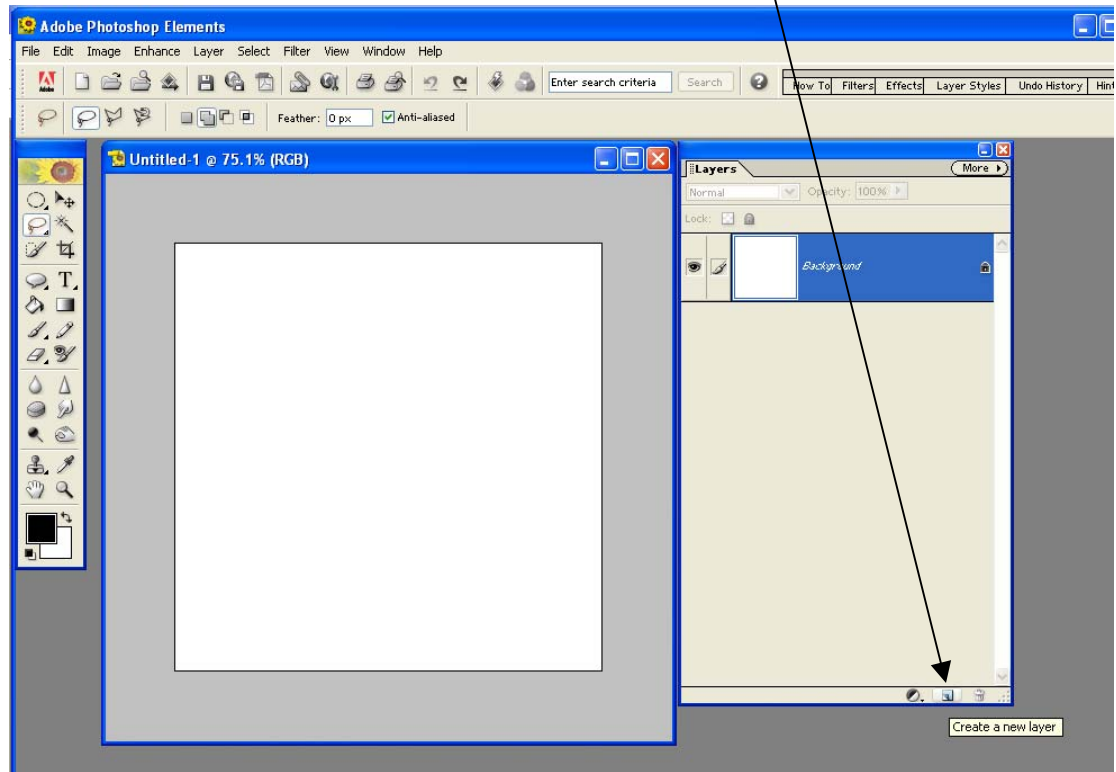 Adobe Photoshop Elements
File Edit Image Enhance Layer Select Filter View Window Help
Adobe Enter search criteria Search How To Filters Effects Layer Styles Undo History Hint
Feather: 0 px Anti-aliased
Untitled-1 @ 75.1% (RGB)
Layers More
Normal Opacity: 100%
Lock:
Background
T
Create a new layer